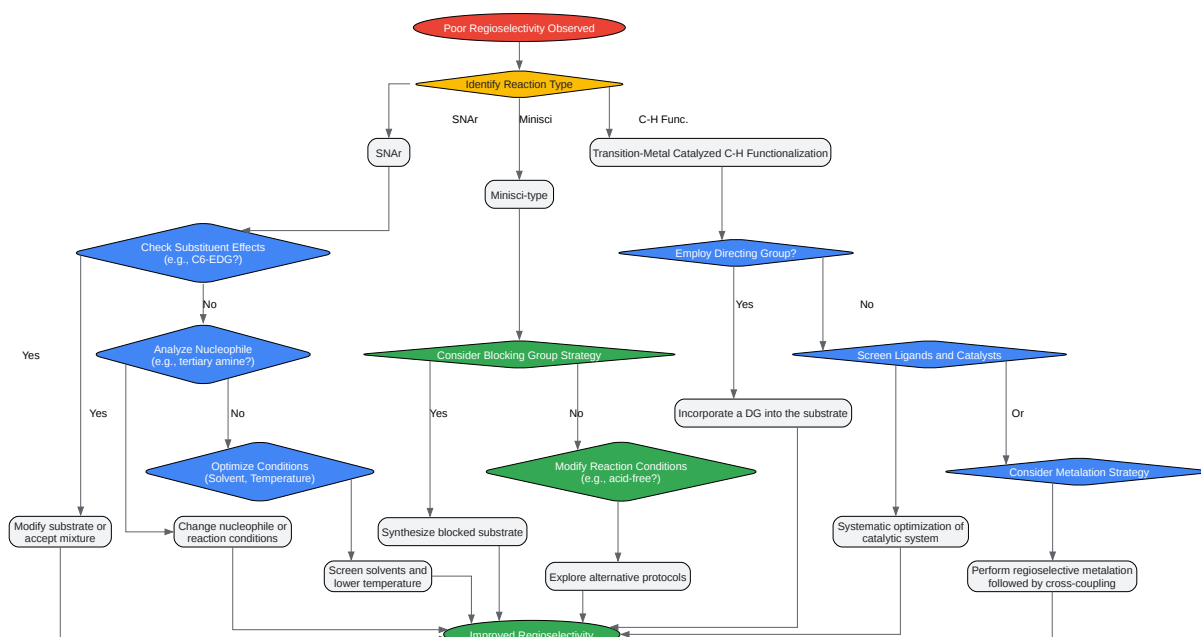 Poor Regioselectivity Observed
Identify Reaction Type
SNAr
Minisci
C-H Func.
SNAr
Transition-Metal Catalyzed C-H Functionalization
Minisci-type
Check Substituent Effects
(e.g., C6-EDG?)
Employ Directing Group?
No
Yes
No
Yes
Analyze Nucleophile
(e.g., tertiary amine?)
Consider Blocking Group Strategy
Screen Ligands and Catalysts
Yes
No
Yes
No
Incorporate a DG into the substrate
Or
Optimize Conditions
(Solvent, Temperature)
Modify Reaction Conditions
(e.g., acid-free?)
Consider Metalation Strategy
Modify substrate or
accept mixture
Change nucleophile or
reaction conditions
Synthesize blocked substrate
Systematic optimization of
catalytic system
Screen solvents and
lower temperature
Explore alternative protocols
Perform regioselective metalation
followed by cross-coupling
Improved Regioselectivity